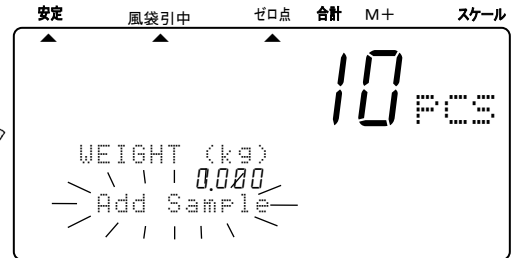 安定 風袋引中 ゼロ点 合計 M+ スケール
10 PCS
WEIGHT (kg)
0.000
Add Sample